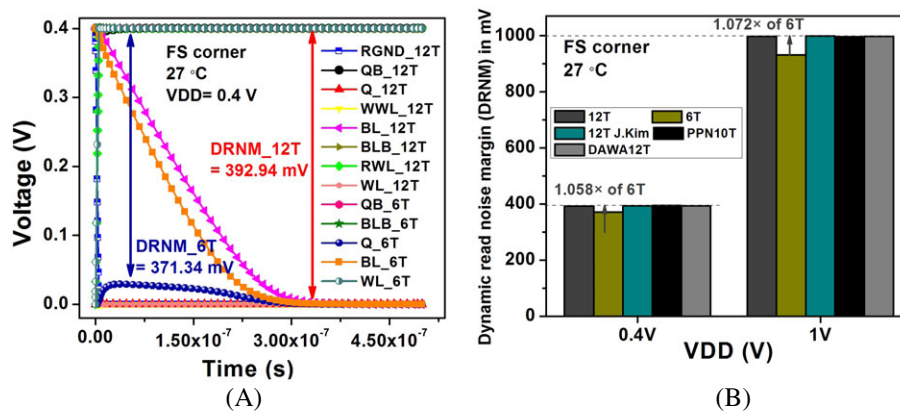 0.4
0.3
0.2
0.1
0.0
Voltage (V)
FS corner
27 °C
VDD= 0.4 V
DRNM_12T
= 392.94 mV
DRNM_6T
= 371.34 mV
RGND_12T
QB_12T
Q_12T
WWL_12T
BL_12T
BLB_12T
RWL_12T
WL_12T
QB_6T
BLB_6T
Q_6T
BL_6T
WL_6T
0.00
1.50x10⁻⁷
3.00x10⁻⁷
4.50x10⁻⁷
Time (s)
(A)
Dynamic read noise margin (DRNM) in mV
1000
800
600
400
200
0
1.072× of 6T
FS corner
27 °C
12T
6T
12T J.Kim
PPN10T
DAWA12T
1.058× of 6T
0.4V
1V
VDD (V)
(B)